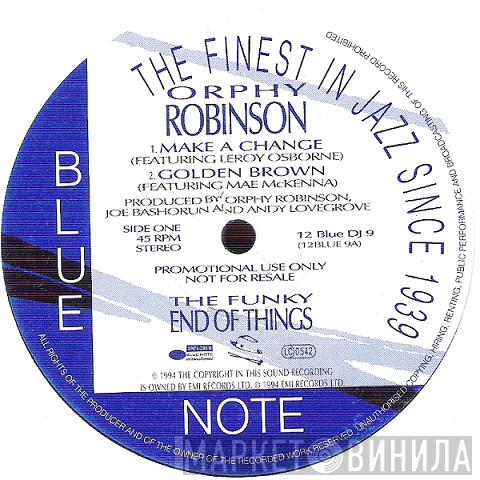 THE FINEST IN JAZZ SINCE 1939
ORPHY
ROBINSON
1. MAKE A CHANGE
(FEATURING LEROY OSBORNE)
2. GOLDEN BROWN
(FEATURING MAE McKENNA)
PRODUCED BY ORPHY ROBINSON,
JOE BASHORUN AND ANDY LOVEGROVE
SIDE ONE
45 RPM
STEREO
12 Blue DJ 9
(12BLUE 9A)
PROMOTIONAL USE ONLY
NOT FOR RESALE
THE FUNKY
END OF THINGS
BLUE NOTE
LC 0542
℗ 1994 THE COPYRIGHT IN THIS SOUND RECORDING
IS OWNED BY EMI RECORDS LTD. © 1994 EMI RECORDS LTD.
BLUE
NOTE
ALL RIGHTS OF THE PRODUCER AND OF THE OWNER OF THE RECORDED WORK RESERVED. UNAUTHORISED COPYING, HIRING, RENTING, PUBLIC PERFORMANCE AND BROADCASTING OF THIS RECORD PROHIBITED
МАРКЕТ ВИНИЛА